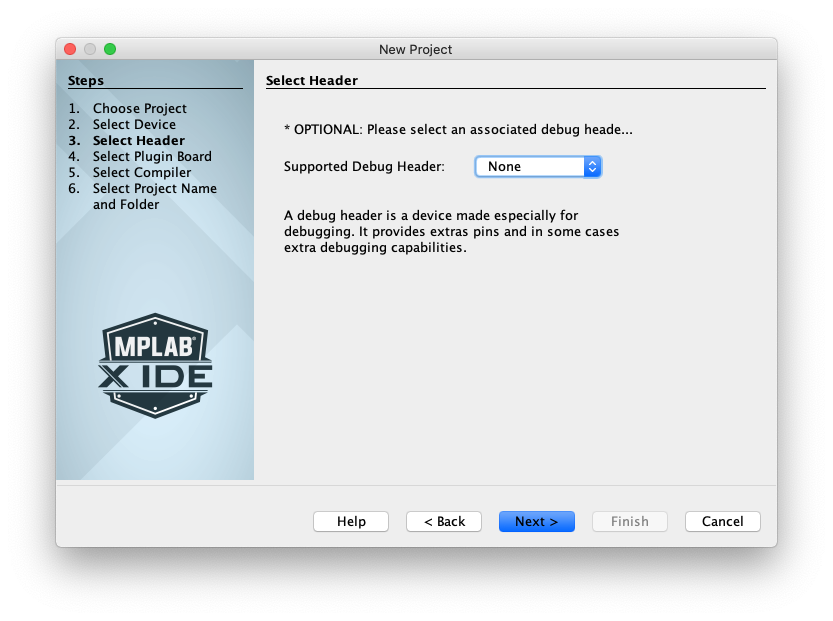 New Project
Steps
1. Choose Project
2. Select Device
3. Select Header
4. Select Plugin Board
5. Select Compiler
6. Select Project Name
and Folder
MPLAB®
X IDE
Select Header
* OPTIONAL: Please select an associated debug heade...
Supported Debug Header: None
A debug header is a device made especially for
debugging. It provides extras pins and in some cases
extra debugging capabilities.
Help < Back Next > Finish Cancel